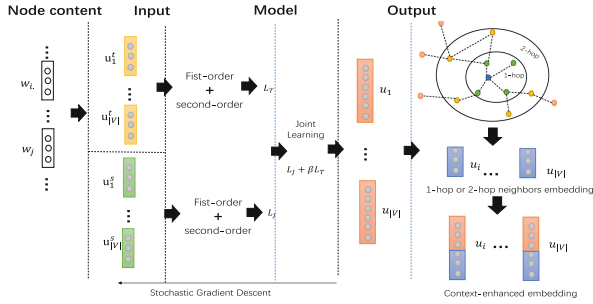 Node content
Input
Model
Output
...
w_i.
w_j
...
u_1^t
...
u_|V|^t
u_1^s
...
u_|V|^s
Fist-order
+
second-order
L_T
Fist-order
+
second-order
Joint
Learning
L_J + βL_T
u_1
...
u_|V|
2-hop
1-hop
u_i ... u_|V|
1-hop or 2-hop neighbors embedding
u_i ... u_|V|
Context-enhanced embedding
Stochastic Gradient Descent